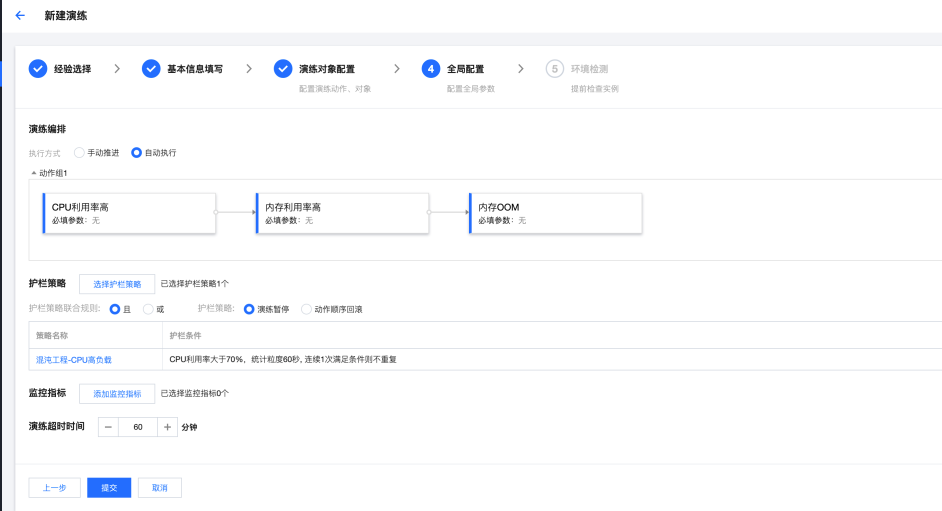 新建演练
经验选择 基本信息填写 演练对象配置 4 全局配置 5 环境检测
配置演练动作、对象 配置全局参数 提前检查实例
演练编排
执行方式 手动推进 自动执行
动作组1
CPU利用率高 内存利用率高 内存OOM
必填参数: 无 必填参数: 无 必填参数: 无
护栏策略 选择护栏策略 已选择护栏策略1个
护栏策略联合规则: 且 或 护栏策略: 演练暂停 动作顺序回滚
策略名称 护栏条件
混沌工程-CPU高负载 CPU利用率大于70%，统计粒度60秒, 连续1次满足条件则不重复
监控指标 添加监控指标 已选择监控指标0个
演练超时时间 − 60 + 分钟
上一步 提交 取消